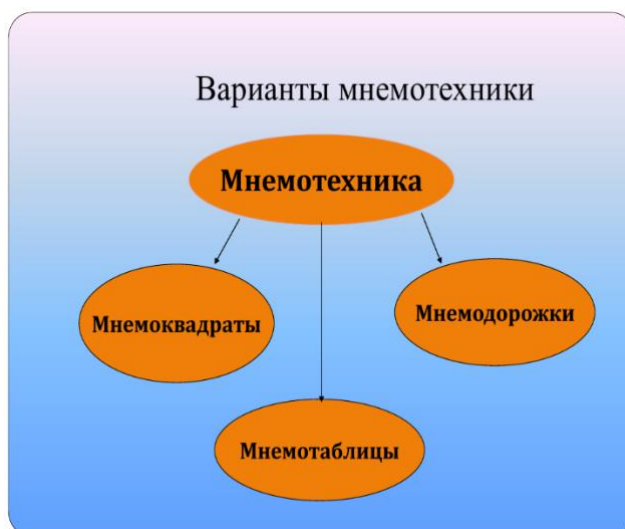 Варианты мнемотехники
Мнемотехника
Мнемоквадраты
Мнемодорожки
Мнемотаблицы